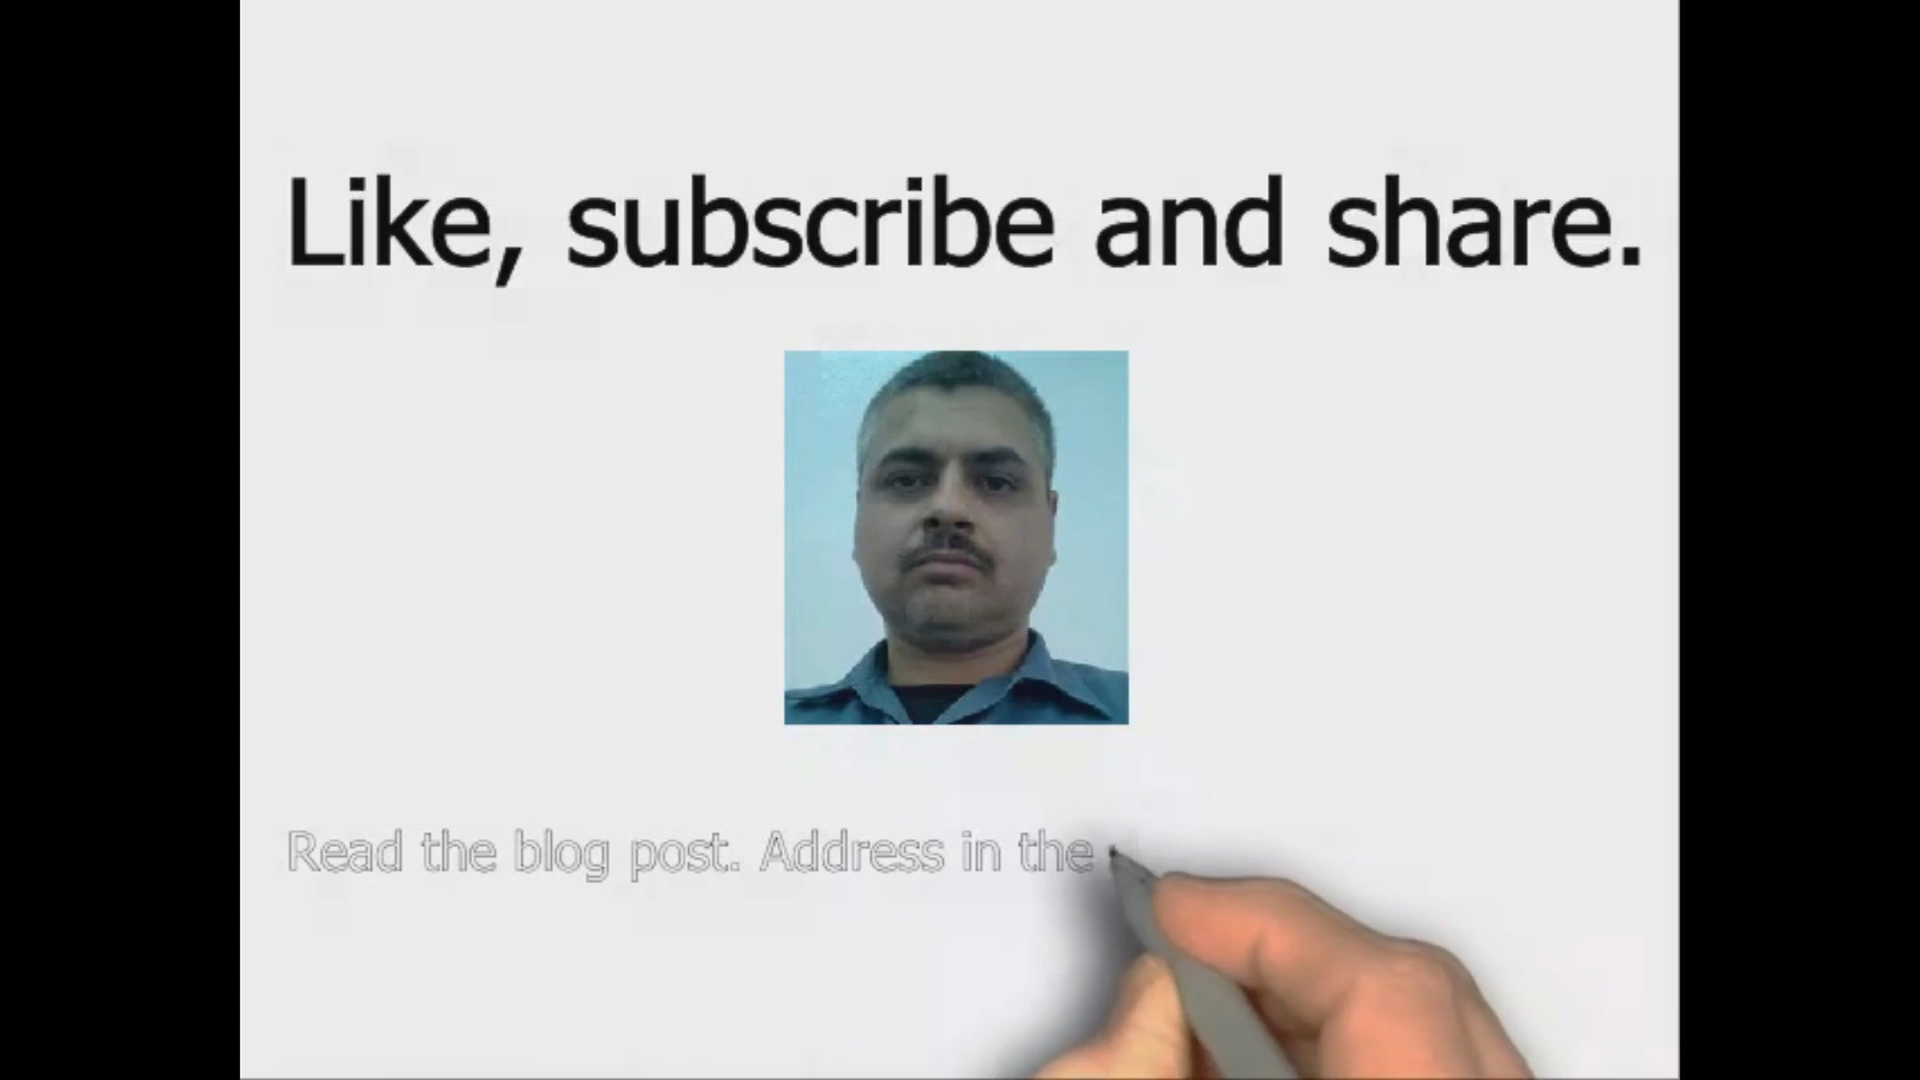 Like, subscribe and share.
Read the blog post. Address in the